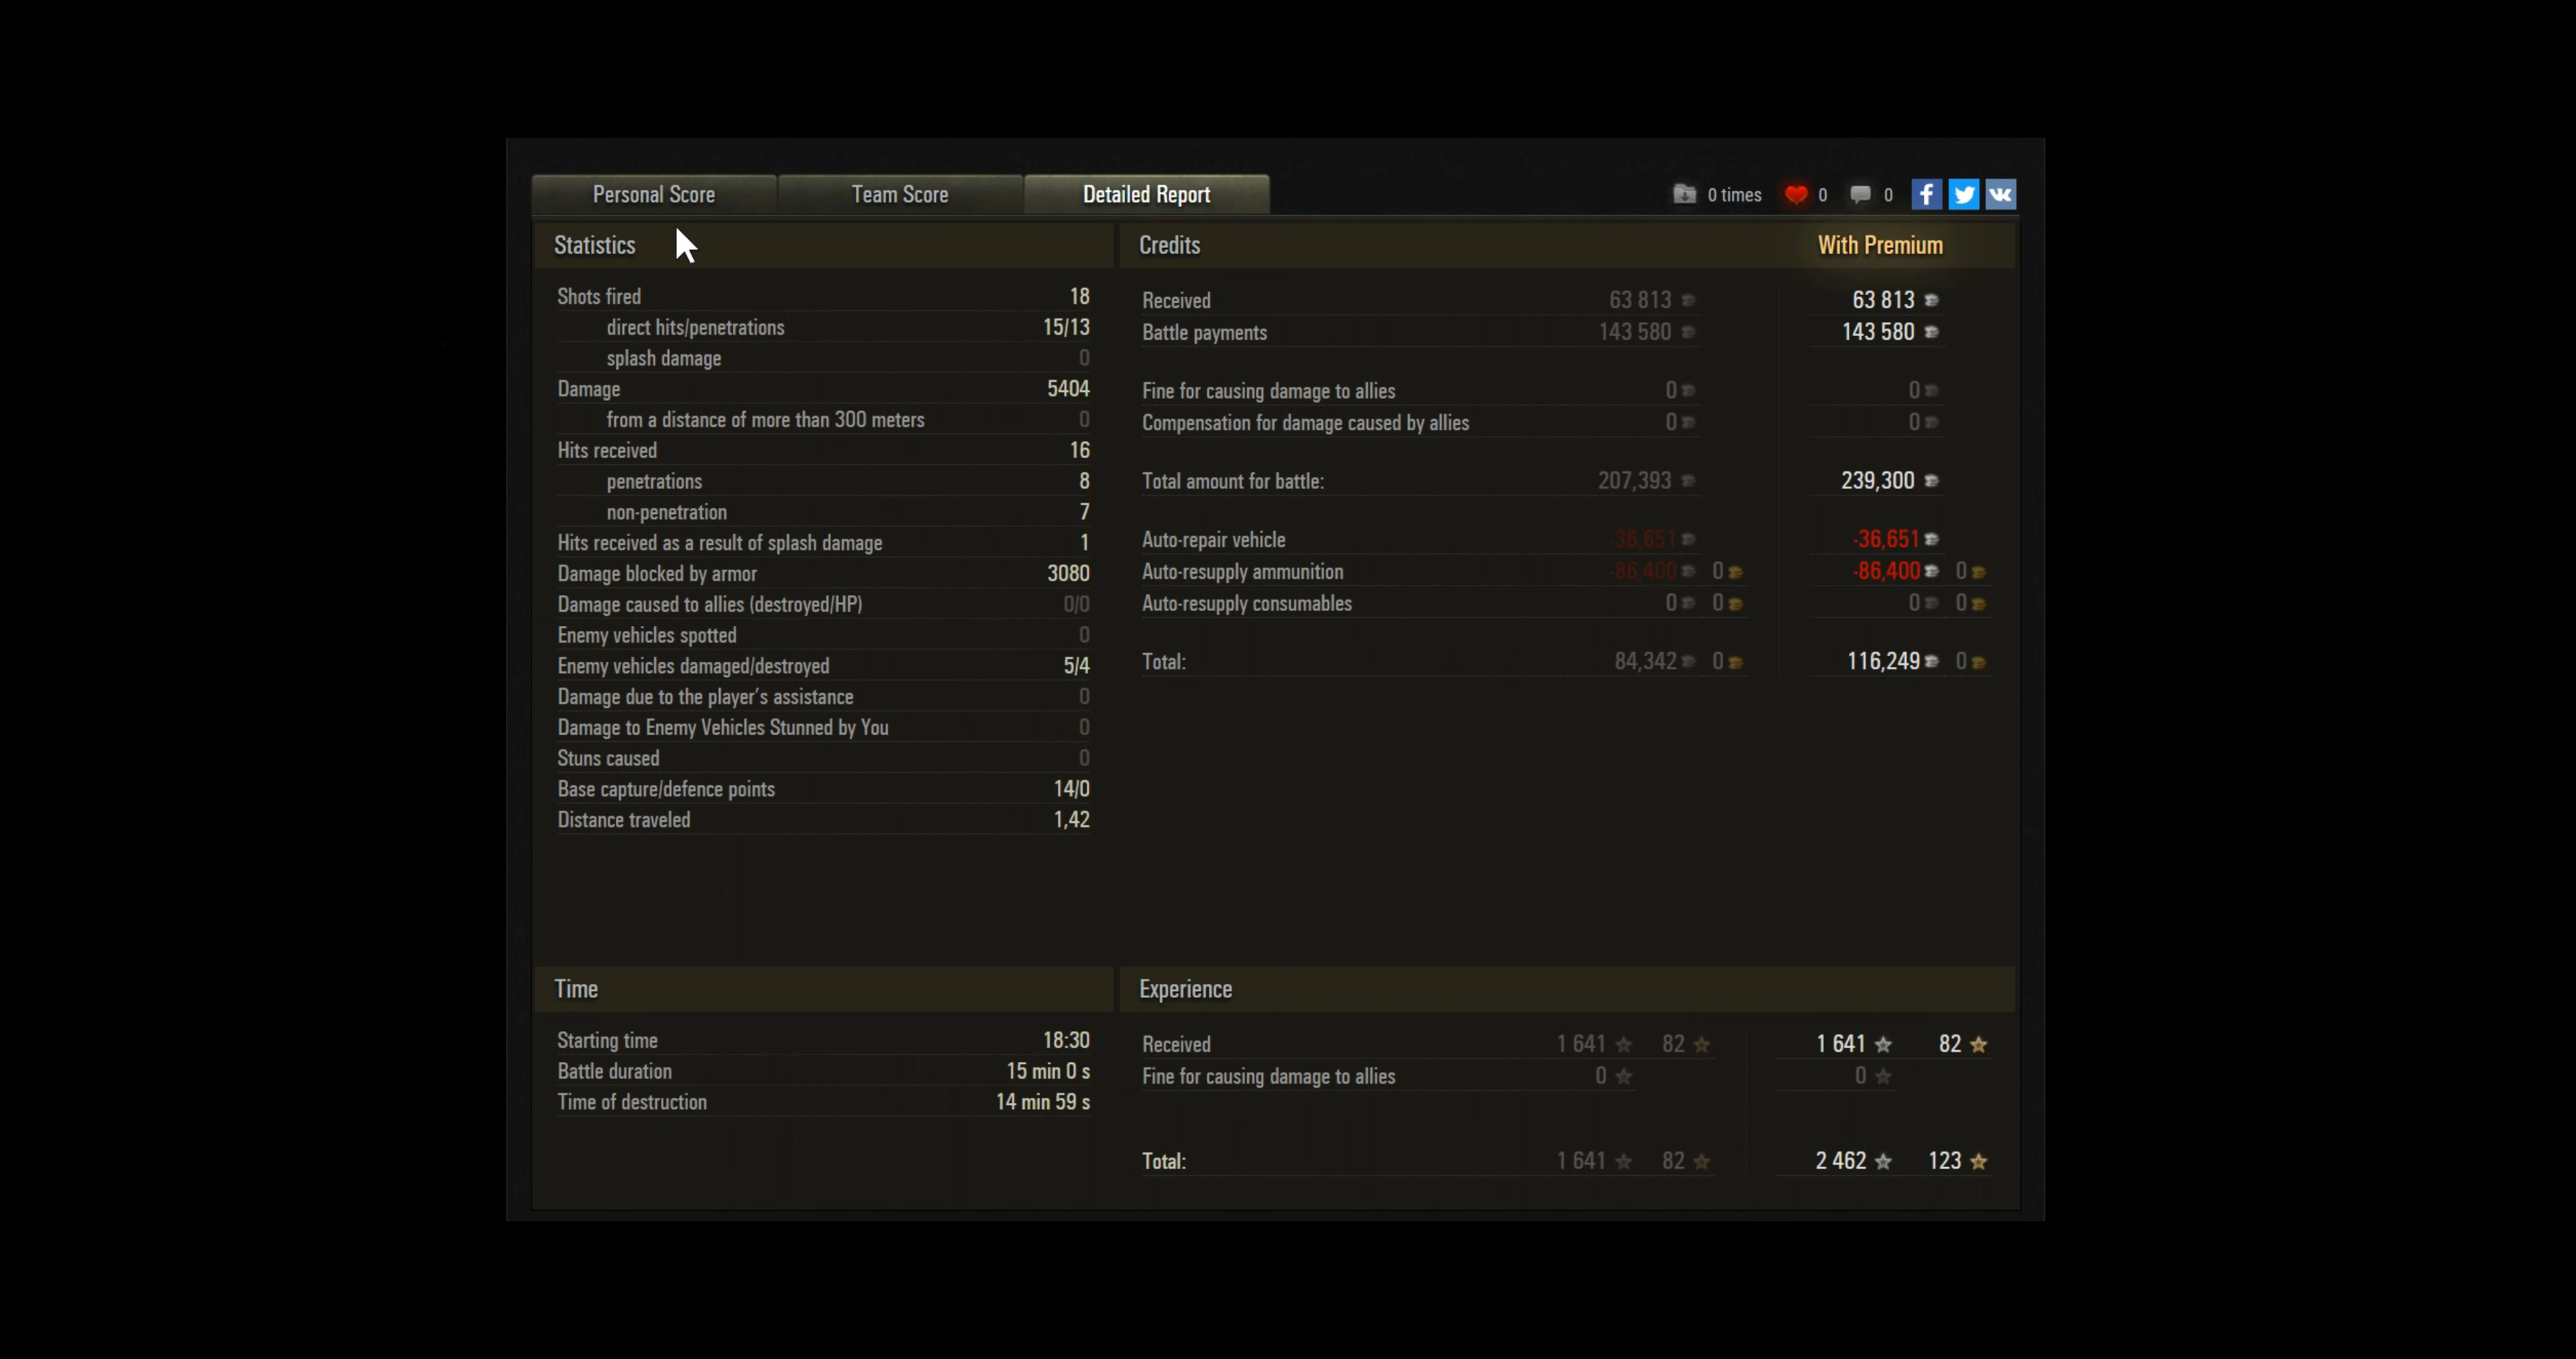 Personal Score Team Score Detailed Report 0 times 0 0
Statistics
Shots fired 18
direct hits/penetrations 15/13
splash damage 0
Damage 5404
from a distance of more than 300 meters 0
Hits received 16
penetrations 8
non-penetration 7
Hits received as a result of splash damage 1
Damage blocked by armor 3080
Damage caused to allies (destroyed/HP) 0/0
Enemy vehicles spotted 0
Enemy vehicles damaged/destroyed 5/4
Damage due to the player's assistance 0
Damage to Enemy Vehicles Stunned by You 0
Stuns caused 0
Base capture/defence points 14/0
Distance traveled 1,42
Credits With Premium
Received 63 813 63 813
Battle payments 143 580 143 580
Fine for causing damage to allies 0 0
Compensation for damage caused by allies 0 0
Total amount for battle: 207,393 239,300
Auto-repair vehicle -36,651 -36,651
Auto-resupply ammunition -86,400 0 -86,400 0
Auto-resupply consumables 0 0 0 0
Total: 84,342 0 116,249 0
Time
Starting time 18:30
Battle duration 15 min 0 s
Time of destruction 14 min 59 s
Experience
Received 1 641 82 1 641 82
Fine for causing damage to allies 0 0
Total: 1 641 82 2 462 123